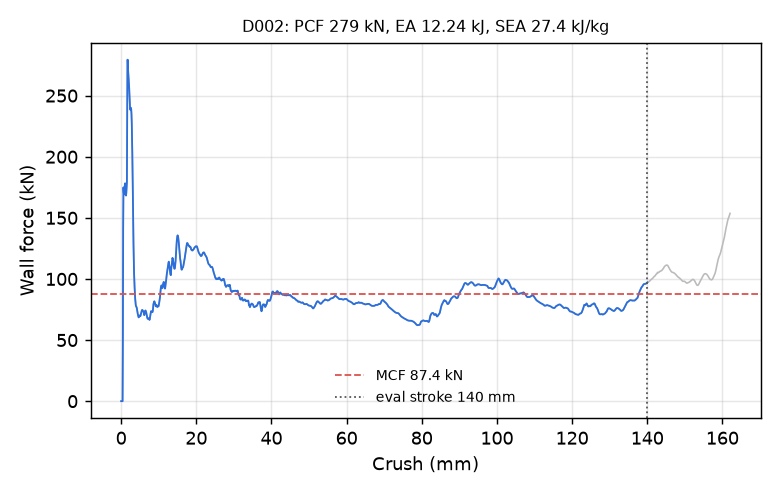 D002: PCF 279 kN, EA 12.24 kJ, SEA 27.4 kJ/kg
Wall force (kN)
250
200
150
100
50
0
MCF 87.4 kN
eval stroke 140 mm
0 20 40 60 80 100 120 140 160
Crush (mm)